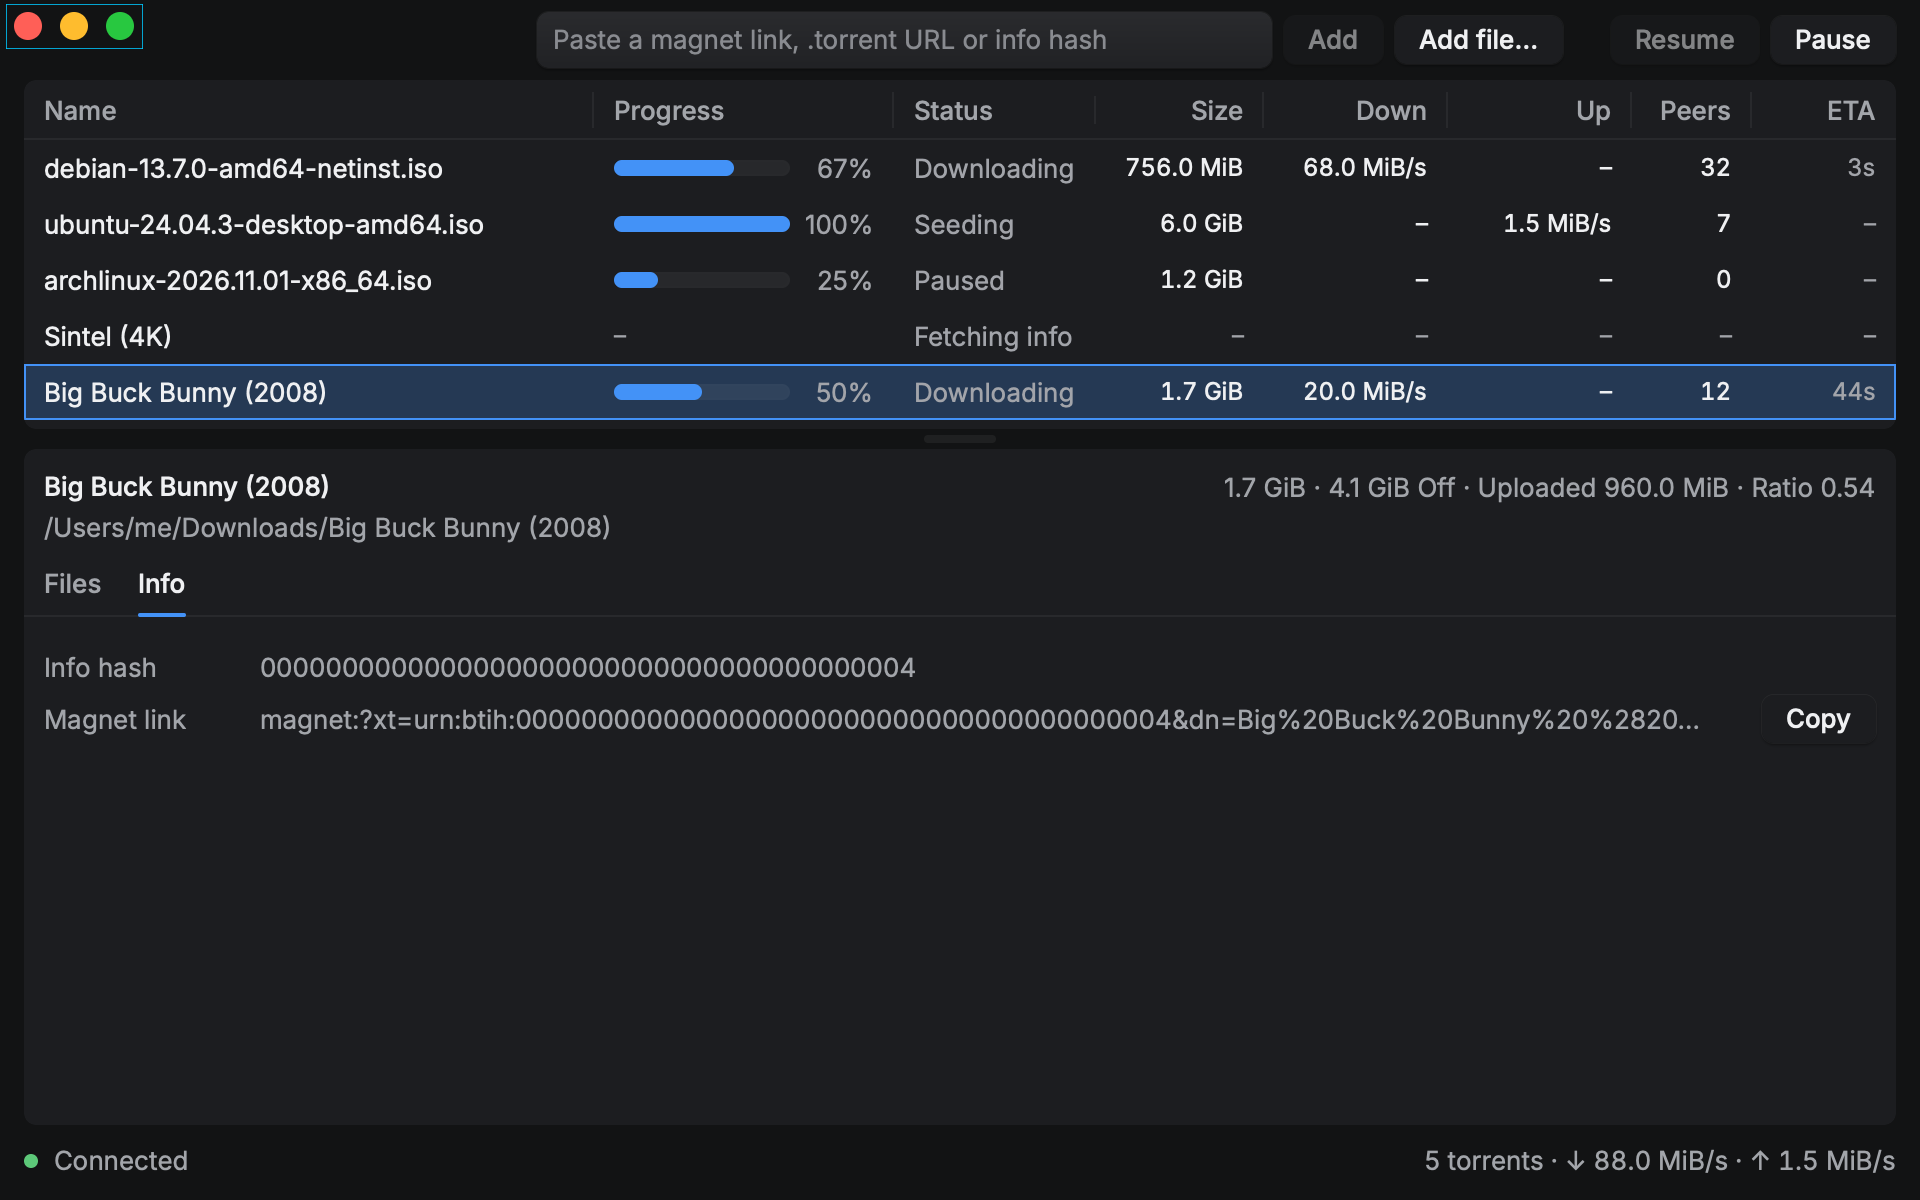 Paste a magnet link, .torrent URL or info hash Add Add file... Resume Pause
Name Progress Status Size Down Up Peers ETA
debian-13.7.0-amd64-netinst.iso 67% Downloading 756.0 MiB 68.0 MiB/s – 32 3s
ubuntu-24.04.3-desktop-amd64.iso 100% Seeding 6.0 GiB – 1.5 MiB/s 7 –
archlinux-2026.11.01-x86_64.iso 25% Paused 1.2 GiB – – 0 –
Sintel (4K) – Fetching info – – – – –
Big Buck Bunny (2008) 50% Downloading 1.7 GiB 20.0 MiB/s – 12 44s
Big Buck Bunny (2008) 1.7 GiB · 4.1 GiB Off · Uploaded 960.0 MiB · Ratio 0.54
/Users/me/Downloads/Big Buck Bunny (2008)
Files Info
Info hash 0000000000000000000000000000000000000004
Magnet link magnet:?xt=urn:btih:0000000000000000000000000000000000000004&dn=Big%20Buck%20Bunny%20%2820... Copy
Connected 5 torrents · ↓ 88.0 MiB/s · ↑ 1.5 MiB/s